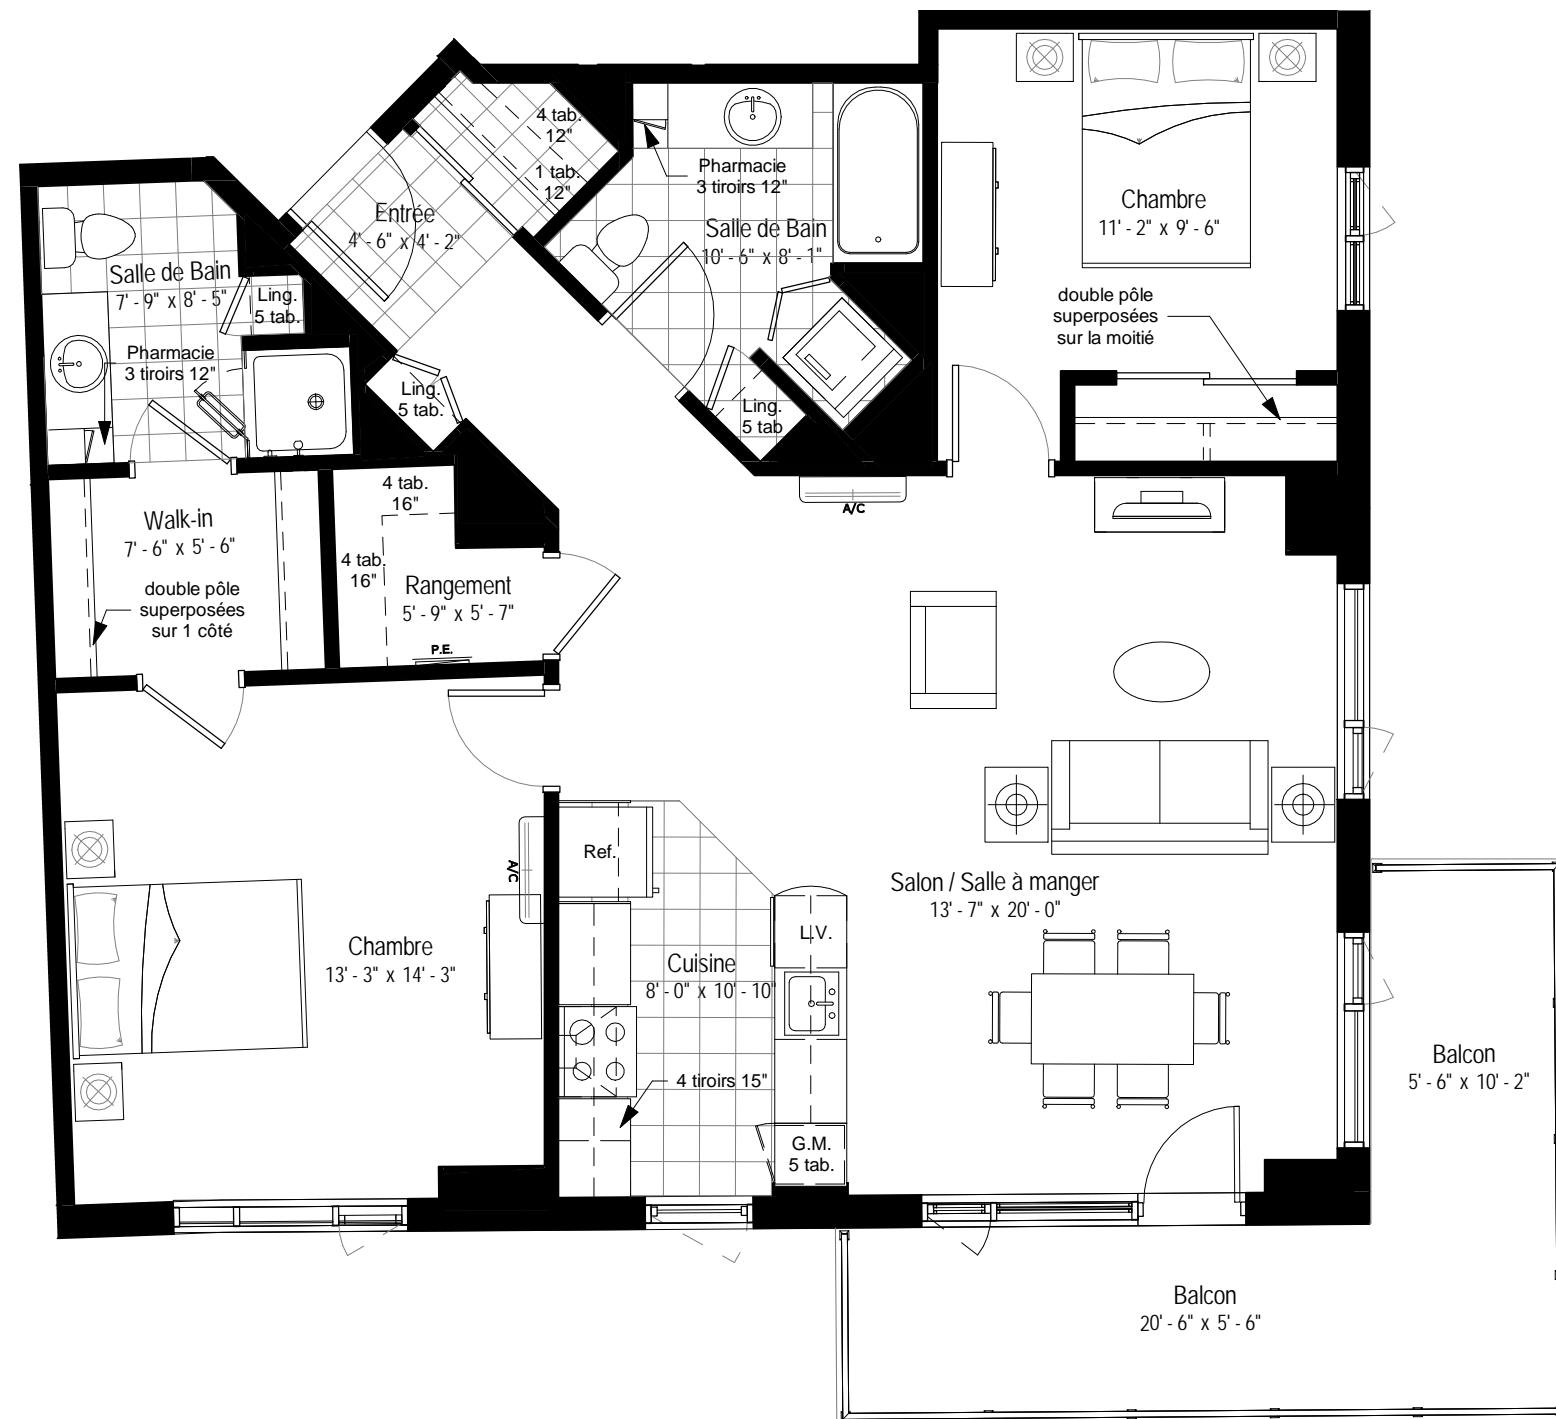 4 tab.
12"
1 tab.
12"
Entrée
4' - 6" x 4' - 2"
Pharmacie
3 tiroirs 12"
Salle de Bain
10' - 6" x 8' - 1"
Chambre
11' - 2" x 9' - 6"
double pôle
superposées
sur la moitié
Salle de Bain
7' - 9" x 8' - 5"
Ling.
5 tab.
Pharmacie
3 tiroirs 12"
Ling.
5 tab.
Ling.
5 tab
A/C
4 tab.
16"
4 tab.
16"
Walk-in
7' - 6" x 5' - 6"
double pôle
superposées
sur 1 côté
Rangement
5' - 9" x 5' - 7"
P.E.
Ref.
A/C
Chambre
13' - 3" x 14' - 3"
Cuisine
8' - 0" x 10' - 10"
L.V.
4 tiroirs 15"
G.M.
5 tab.
Salon / Salle à manger
13' - 7" x 20' - 0"
Balcon
5' - 6" x 10' - 2"
Balcon
20' - 6" x 5' - 6"